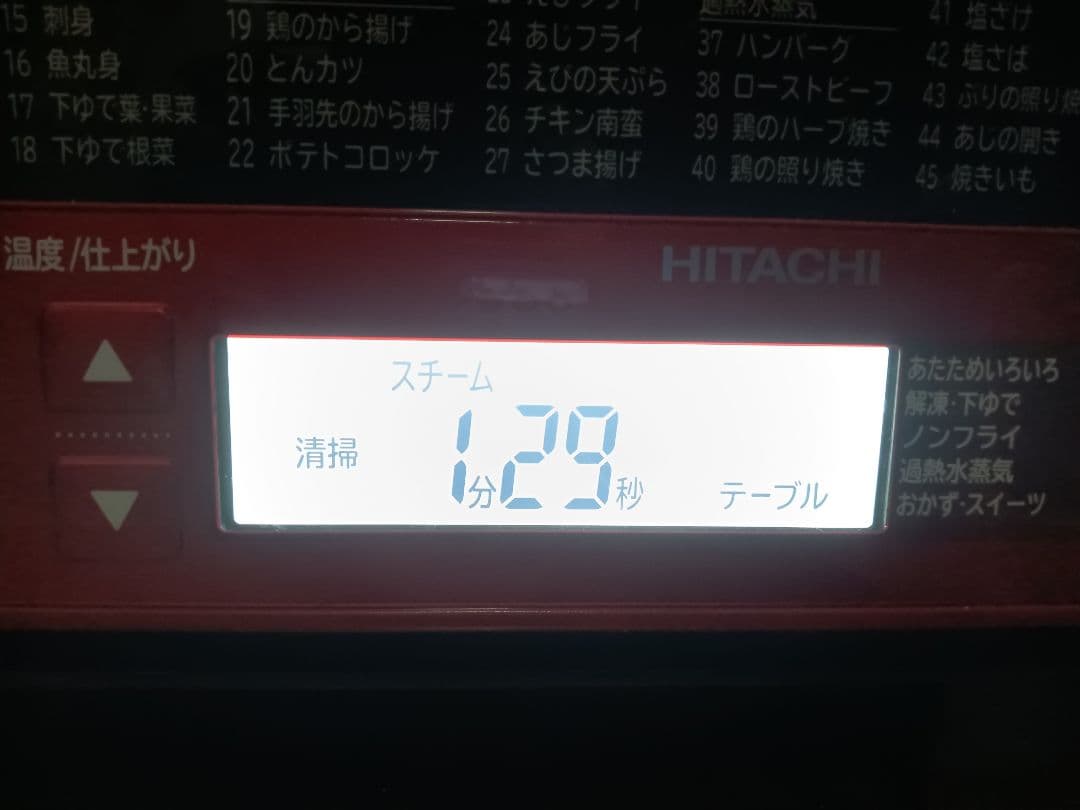 15 刺身
16 魚丸身
17 下ゆで葉・果菜
18 下ゆで根菜
19 鶏のから揚げ
20 とんカツ
21 手羽先のから揚げ
22 ポテトコロッケ
24 あじフライ
25 えびの天ぷら
26 チキン南蛮
27 さつま揚げ
過熱水蒸気
37 ハンバーグ
38 ローストビーフ
39 鶏のハーブ焼き
40 鶏の照り焼き
41 塩さけ
42 塩さば
43 ぶりの照り焼
44 あじの開き
45 焼きいも
温度/仕上がり
HITACHI
スチーム
清掃 1分29秒
テーブル
あたためいろいろ
解凍・下ゆで
ノンフライ
過熱水蒸気
おかず・スイーツ